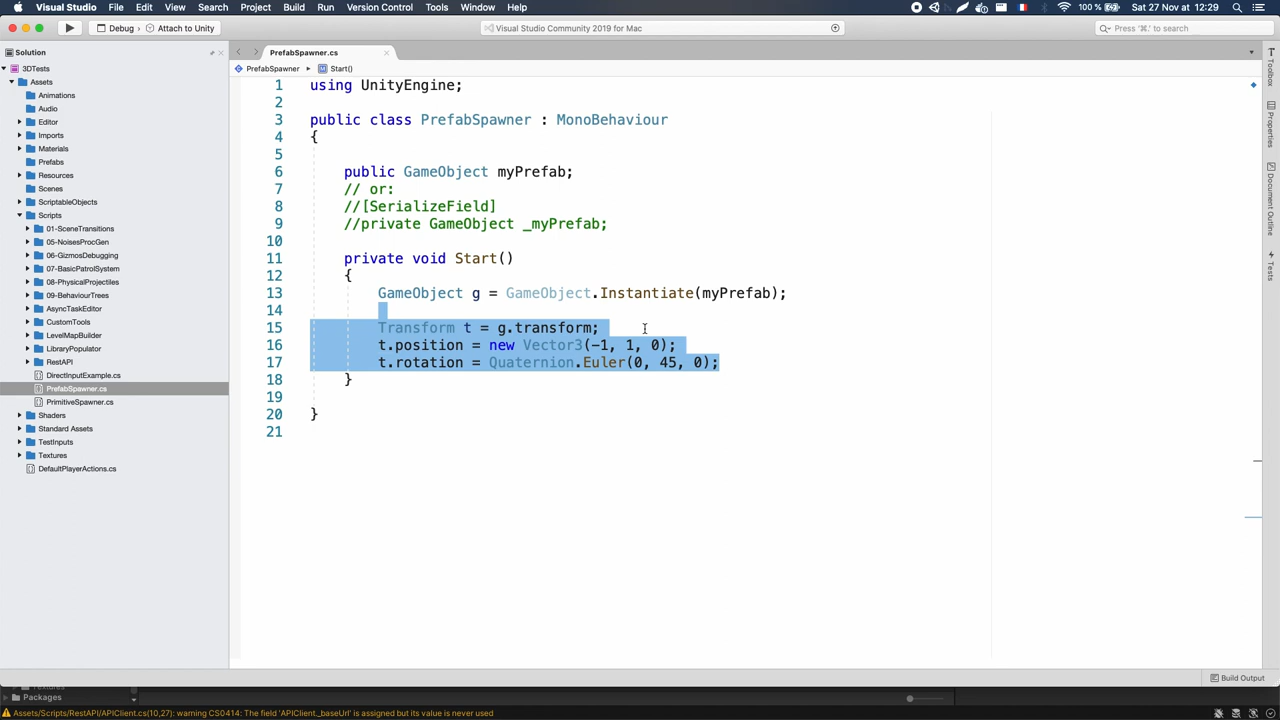 Visual Studio File Edit View Search Project Build Run Version Control Tools Window Help 100 % Sat 27 Nov at 12:29
Debug Attach to Unity Visual Studio Community 2019 for Mac Press '⌘.' to search
Solution
3DTests
Assets
Animations
Audio
Editor
Imports
Materials
Prefabs
Resources
Scenes
ScriptableObjects
Scripts
01-SceneTransitions
05-NoisesProcGen
06-GizmosDebugging
07-BasicPatrolSystem
08-PhysicalProjectiles
09-BehaviourTrees
AsyncTaskEditor
CustomTools
LevelMapBuilder
LibraryPopulator
RestAPI
DirectInputExample.cs
PrefabSpawner.cs
PrimitiveSpawner.cs
Shaders
Standard Assets
TestInputs
Textures
DefaultPlayerActions.cs
PrefabSpawner.cs
PrefabSpawner Start()
1 using UnityEngine;
2
3 public class PrefabSpawner : MonoBehaviour
4 {
5
6 public GameObject myPrefab;
7 // or:
8 //[SerializeField]
9 //private GameObject _myPrefab;
10
11 private void Start()
12 {
13 GameObject g = GameObject.Instantiate(myPrefab);
14
15 Transform t = g.transform;
16 t.position = new Vector3(-1, 1, 0);
17 t.rotation = Quaternion.Euler(0, 45, 0);
18 }
19
20 }
21
Toolbox
Properties
Document Outline
Tests
Build Output
Textures
Packages
Assets/Scripts/RestAPI/APIClient.cs(10,27): warning CS0414: The field 'APIClient._baseUrl' is assigned but its value is never used